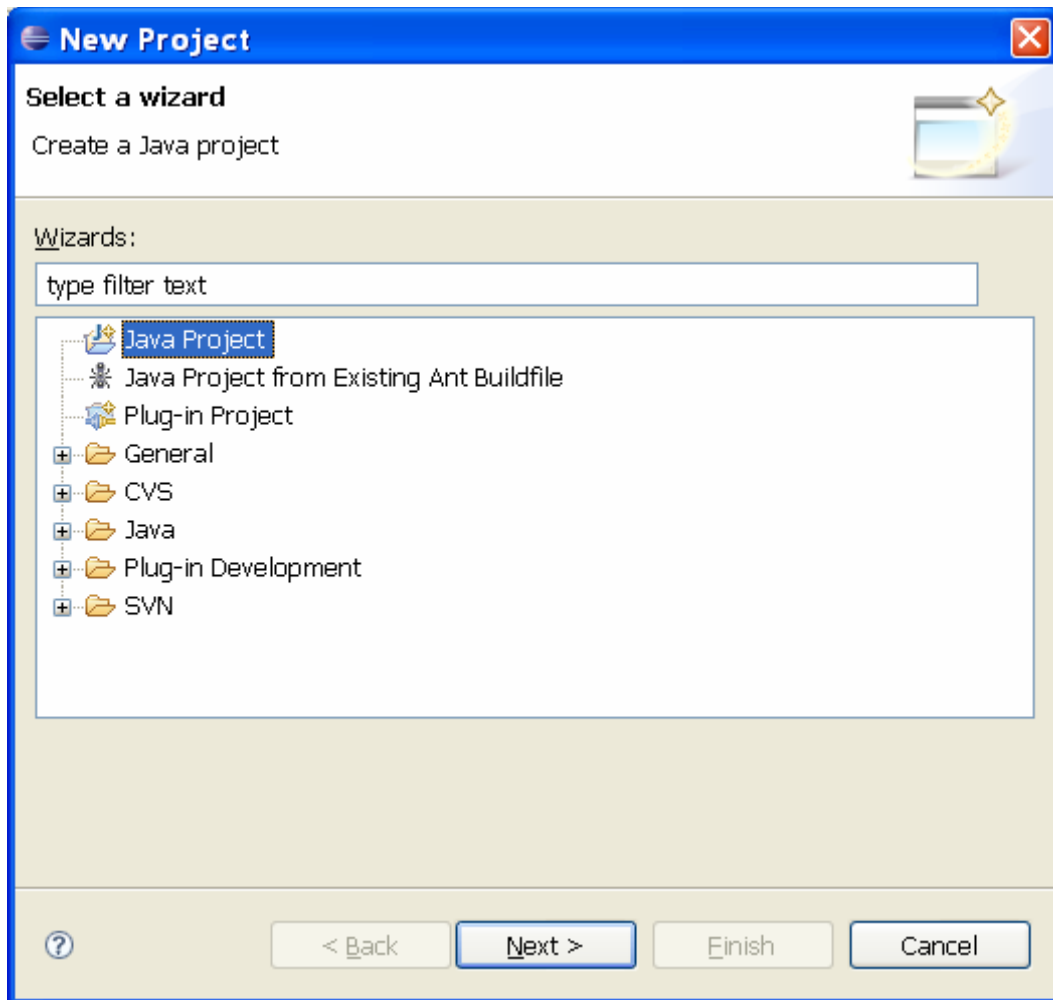 New Project
Select a wizard
Create a Java project
Wizards:
type filter text
Java Project
Java Project from Existing Ant Buildfile
Plug-in Project
General
CVS
Java
Plug-in Development
SVN
< Back Next > Finish Cancel